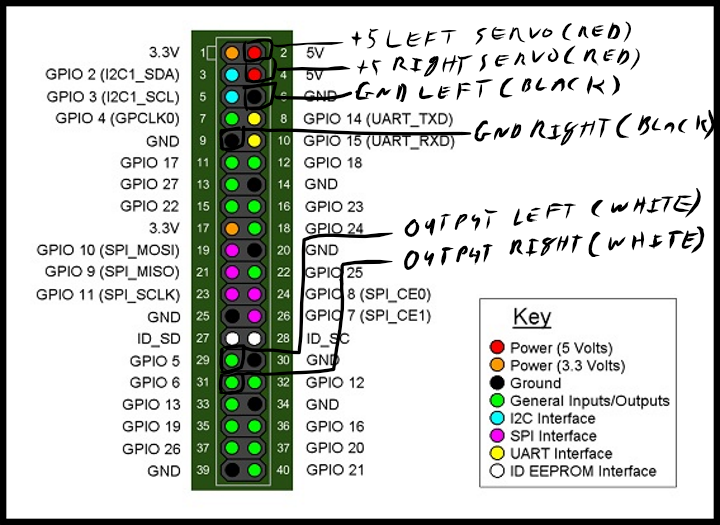 +5 LEFT SERVO (RED)
3.3V 1 2 5V
+5 RIGHT SERVO (RED)
GPIO 2 (I2C1_SDA) 3 4 5V
GND LEFT (BLACK)
GPIO 3 (I2C1_SCL) 5 6 GND
GPIO 4 (GPCLK0) 7 8 GPIO 14 (UART_TXD)
GND RIGHT (BLACK)
GND 9 10 GPIO 15 (UART_RXD)
GPIO 17 11 12 GPIO 18
GPIO 27 13 14 GND
GPIO 22 15 16 GPIO 23
OUTPUT LEFT (WHITE)
3.3V 17 18 GPIO 24
OUTPUT RIGHT (WHITE)
GPIO 10 (SPI_MOSI) 19 20 GND
GPIO 9 (SPI_MISO) 21 22 GPIO 25
GPIO 11 (SPI_SCLK) 23 24 GPIO 8 (SPI_CE0)
GND 25 26 GPIO 7 (SPI_CE1)
ID_SD 27 28 ID_SC
GPIO 5 29 30 GND
GPIO 6 31 32 GPIO 12
GPIO 13 33 34 GND
GPIO 19 35 36 GPIO 16
GPIO 26 37 37 GPIO 20
GND 39 40 GPIO 21
Key
Power (5 Volts)
Power (3.3 Volts)
Ground
General Inputs/Outputs
I2C Interface
SPI Interface
UART Interface
ID EEPROM Interface